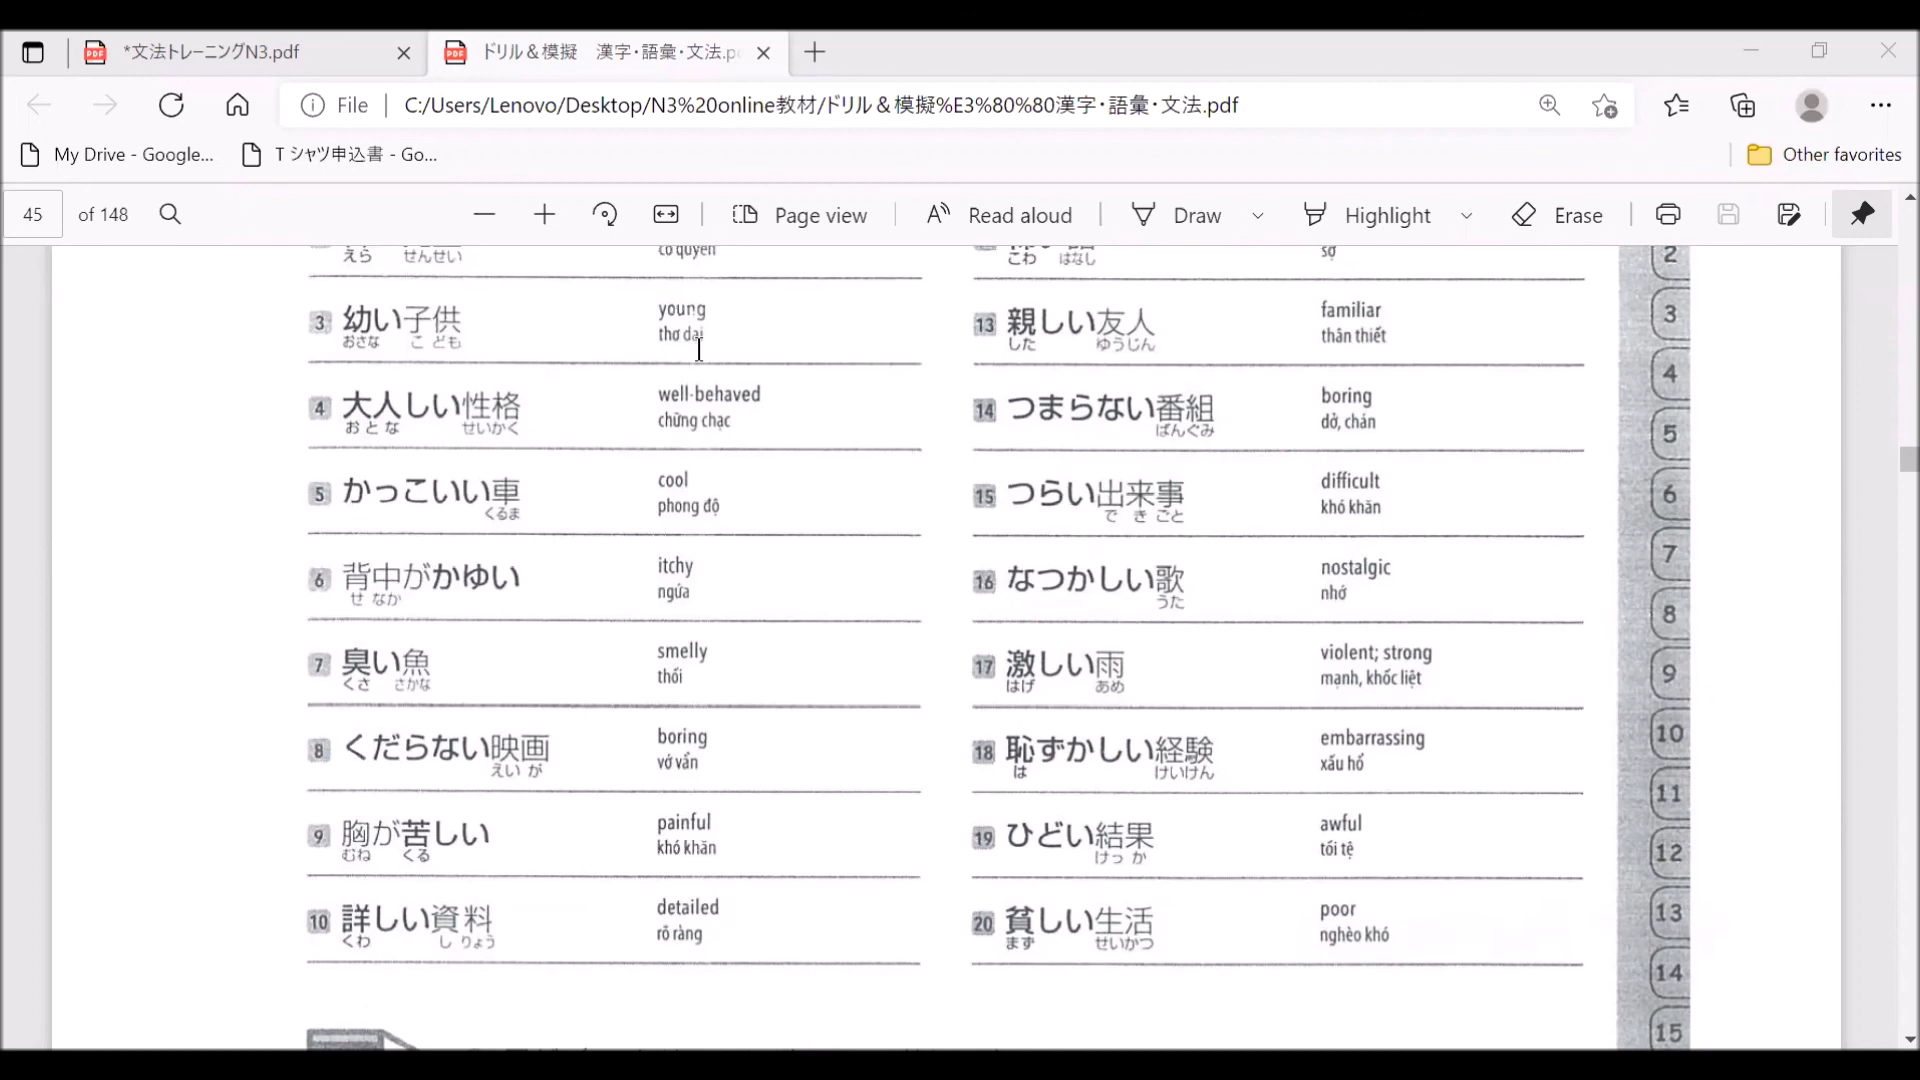 *文法トレーニングN3.pdf
ドリル＆模擬　漢字・語彙・文法.p
File
C:/Users/Lenovo/Desktop/N3%20online教材/ドリル＆模擬%E3%80%80漢字・語彙・文法.pdf
My Drive - Google...
Tシャツ申込書 - Go...
Other favorites
45
of 148
Page view
Read aloud
Draw
Highlight
Erase
えら せんせい
có quyền
3 幼い子供
おさな こ ども
young
thơ dại
4 大人しい性格
おとな せいかく
well-behaved
chững chạc
5 かっこいい車
くるま
cool
phong độ
6 背中がかゆい
せ なか
itchy
ngứa
7 臭い魚
くさ さかな
smelly
thối
8 くだらない映画
えい が
boring
vớ vẩn
9 胸が苦しい
むね くる
painful
khó khăn
10 詳しい資料
くわ し りょう
detailed
rõ ràng
こわ はなし
sợ
13 親しい友人
した ゆうじん
familiar
thân thiết
14 つまらない番組
ばんぐみ
boring
dở, chán
15 つらい出来事
で き ごと
difficult
khó khăn
16 なつかしい歌
うた
nostalgic
nhớ
17 激しい雨
はげ あめ
violent; strong
mạnh, khốc liệt
18 恥ずかしい経験
は けいけん
embarrassing
xấu hổ
19 ひどい結果
けっ か
awful
tồi tệ
20 貧しい生活
まず せいかつ
poor
nghèo khó
2
3
4
5
6
7
8
9
10
11
12
13
14
15